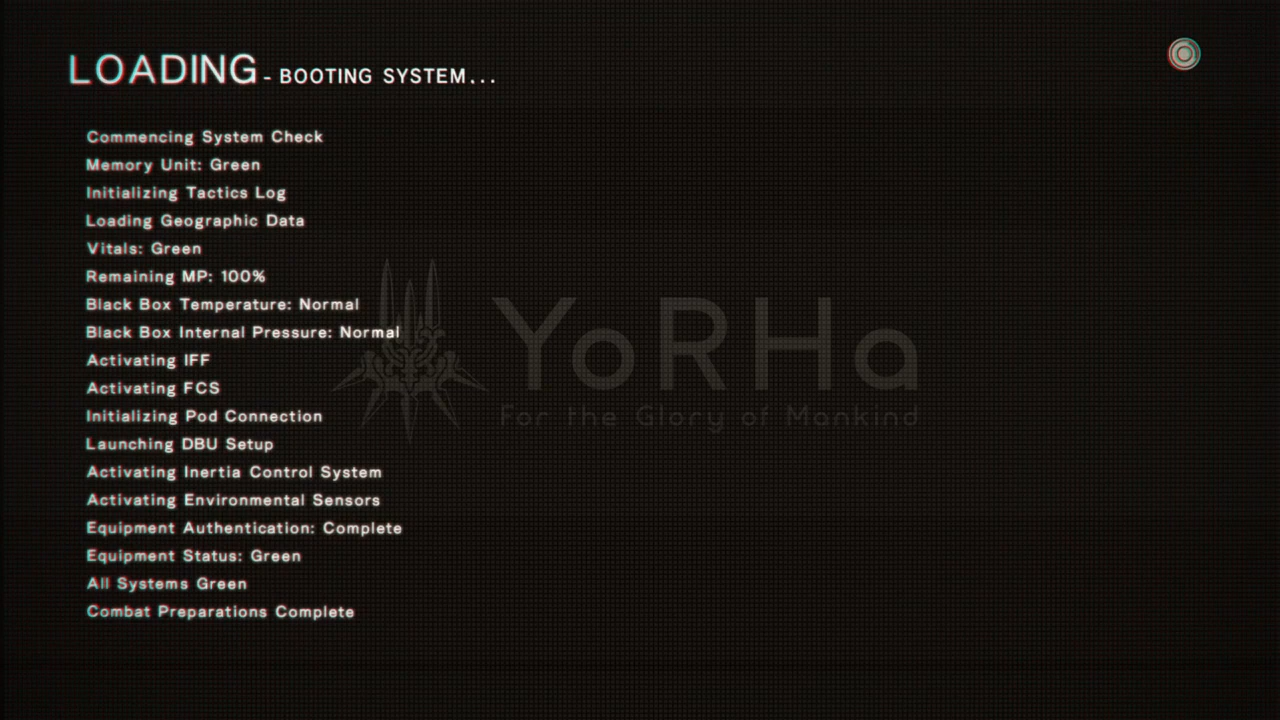 LOADING - BOOTING SYSTEM...
Commencing System Check
Memory Unit: Green
Initializing Tactics Log
Loading Geographic Data
Vitals: Green
Remaining MP: 100%
Black Box Temperature: Normal
Black Box Internal Pressure: Normal
Activating IFF
Activating FCS
Initializing Pod Connection
Launching DBU Setup
Activating Inertia Control System
Activating Environmental Sensors
Equipment Authentication: Complete
Equipment Status: Green
All Systems Green
Combat Preparations Complete
YoRHa
For the Glory of Mankind